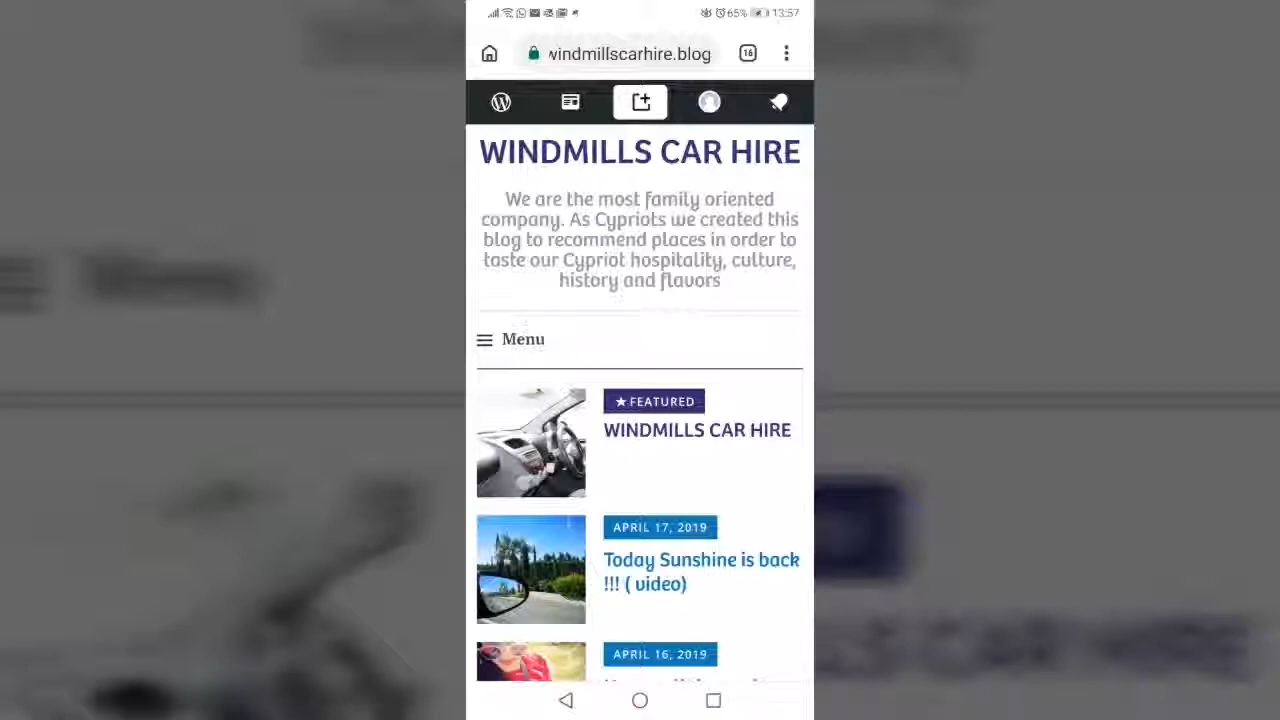 65% 13:57
windmillscarhire.blog 16
WINDMILLS CAR HIRE
We are the most family oriented
company. As Cypriots we created this
blog to recommend places in order to
taste our Cypriot hospitality, culture,
history and flavors
Menu
★ FEATURED
WINDMILLS CAR HIRE
APRIL 17, 2019
Today Sunshine is back
!!! ( video)
APRIL 16, 2019